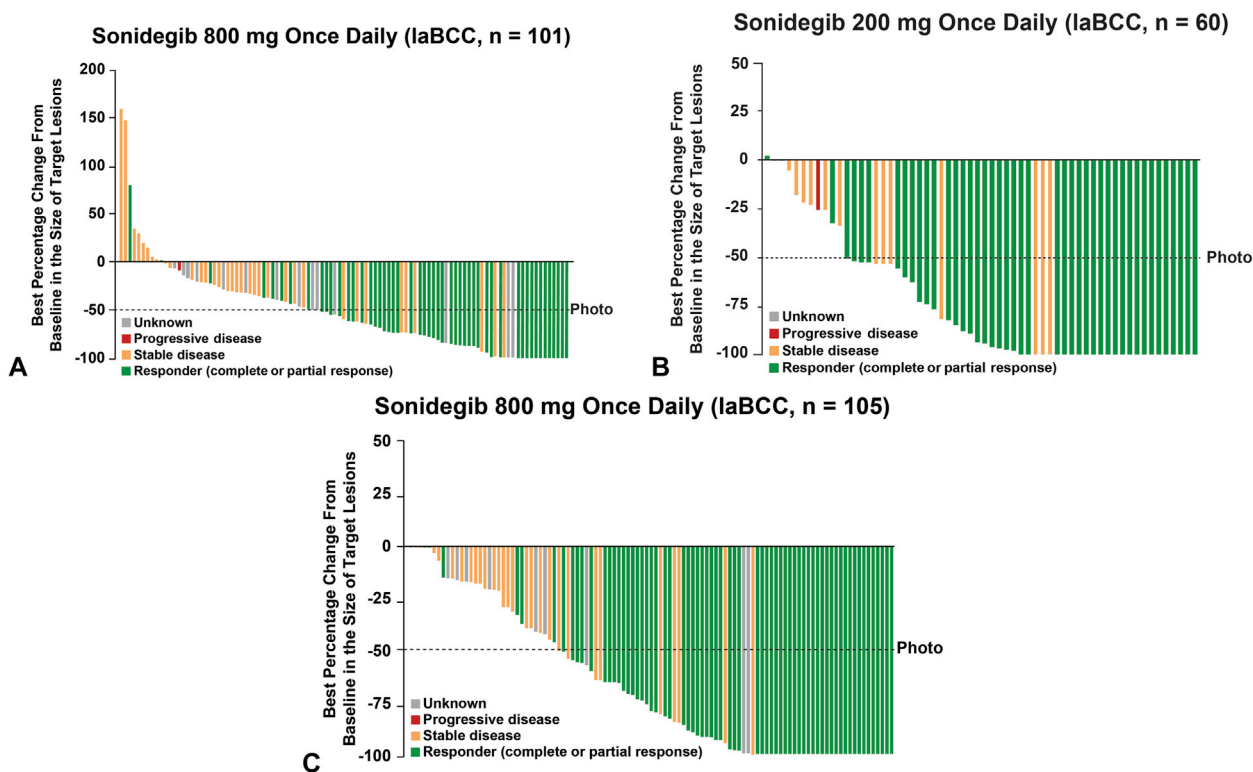 Sonidegib 800 mg Once Daily (laBCC, n = 101)
Best Percentage Change From
Baseline in the Size of Target Lesions
200
150
100
50
0
-50
-100
Photo
Unknown
Progressive disease
Stable disease
Responder (complete or partial response)
A
Sonidegib 200 mg Once Daily (laBCC, n = 60)
Best Percentage Change From
Baseline in the Size of Target Lesions
50
25
0
-25
-50
-75
-100
Photo
Unknown
Progressive disease
Stable disease
Responder (complete or partial response)
B
Sonidegib 800 mg Once Daily (laBCC, n = 105)
Best Percentage Change From
Baseline in the Size of Target Lesions
50
25
0
-25
-50
-75
-100
Photo
Unknown
Progressive disease
Stable disease
Responder (complete or partial response)
C